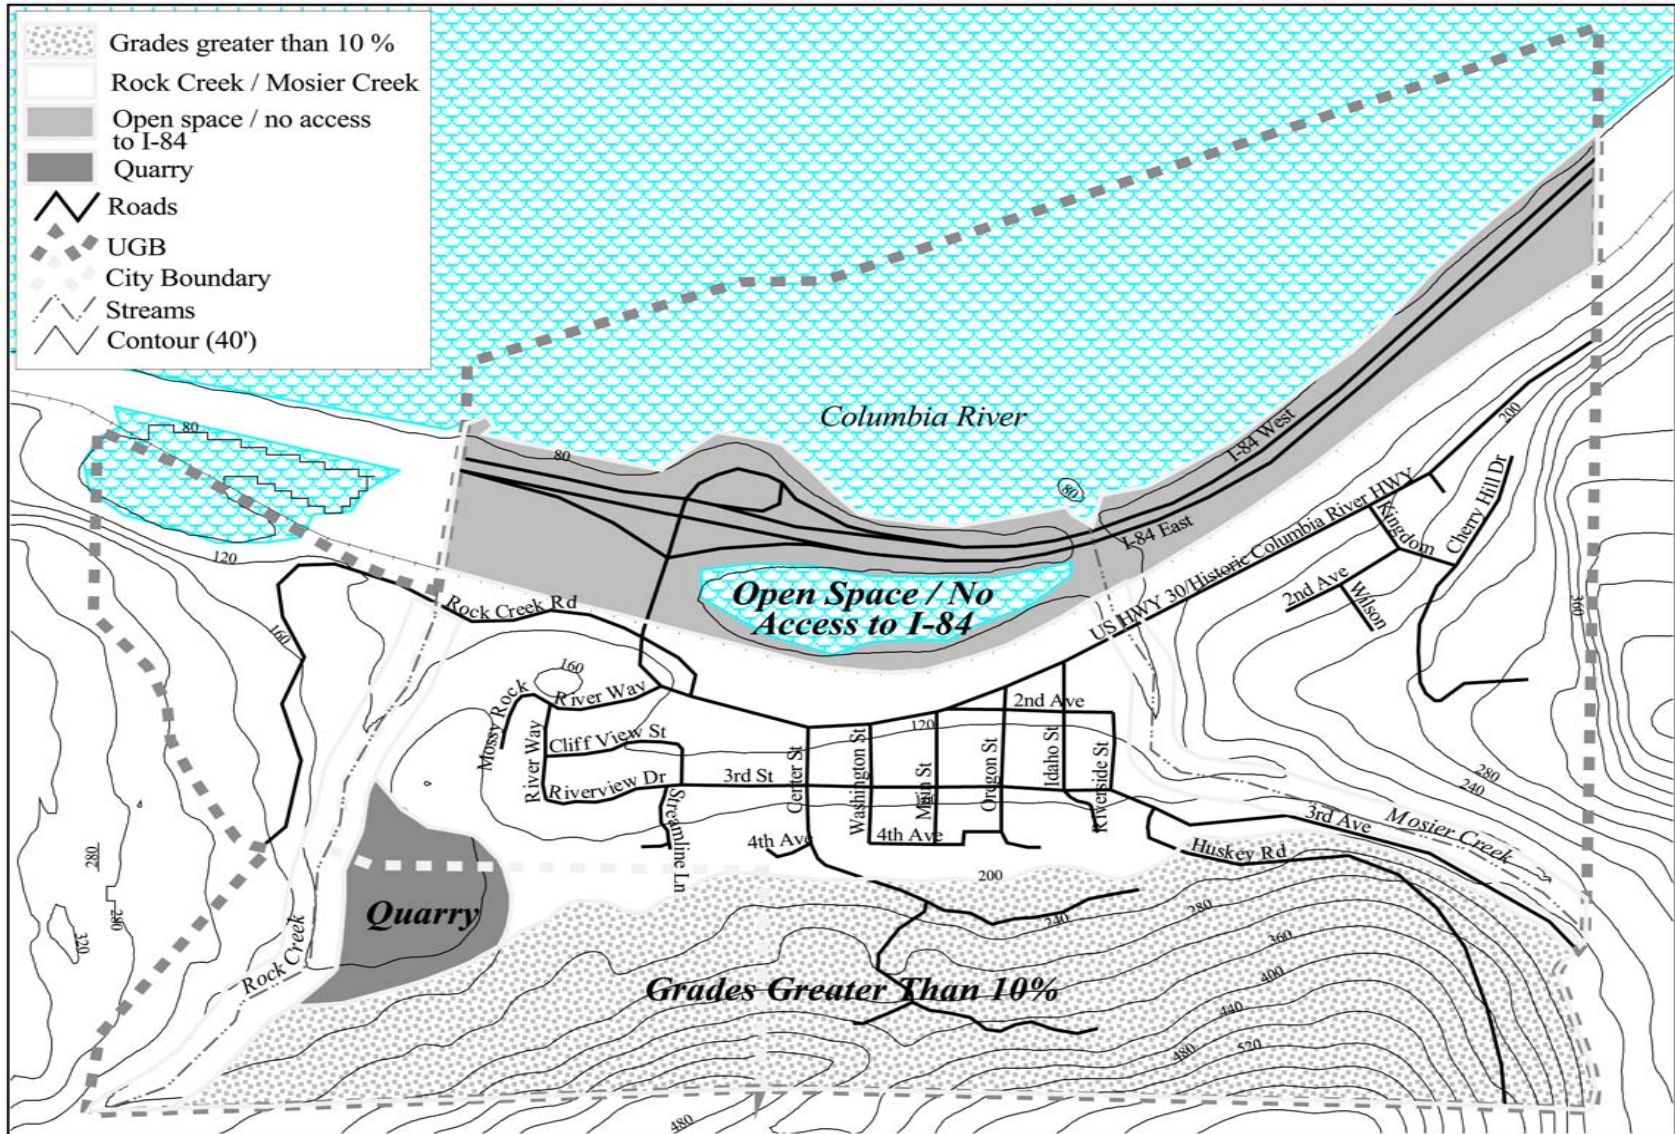 Grades greater than 10 %
Rock Creek / Mosier Creek
Open space / no access
to I-84
Quarry
Roads
UGB
City Boundary
Streams
Contour (40')
Columbia River
80
80
80
I-84 West
I-84 East
200
US HWY 30/Historic Columbia River HWY
Kingdom
Cherry Hill Dr
2nd Ave
Wilson
360
120
160
Rock Creek Rd
Open Space / No
Access to I-84
160
Mossy Rock
River Way
River Way
Cliff View St
Riverview Dr
3rd St
Streamline Ln
Center St
Washington St
Main St
Oregon St
Idaho St
Riverside St
2nd Ave
120
4th Ave
4th Ave
280
240
3rd Ave
Mosier Creek
Huskey Rd
200
240
280
360
400
440
480
520
280
280
320
Quarry
Rock Creek
Grades Greater Than 10%
480